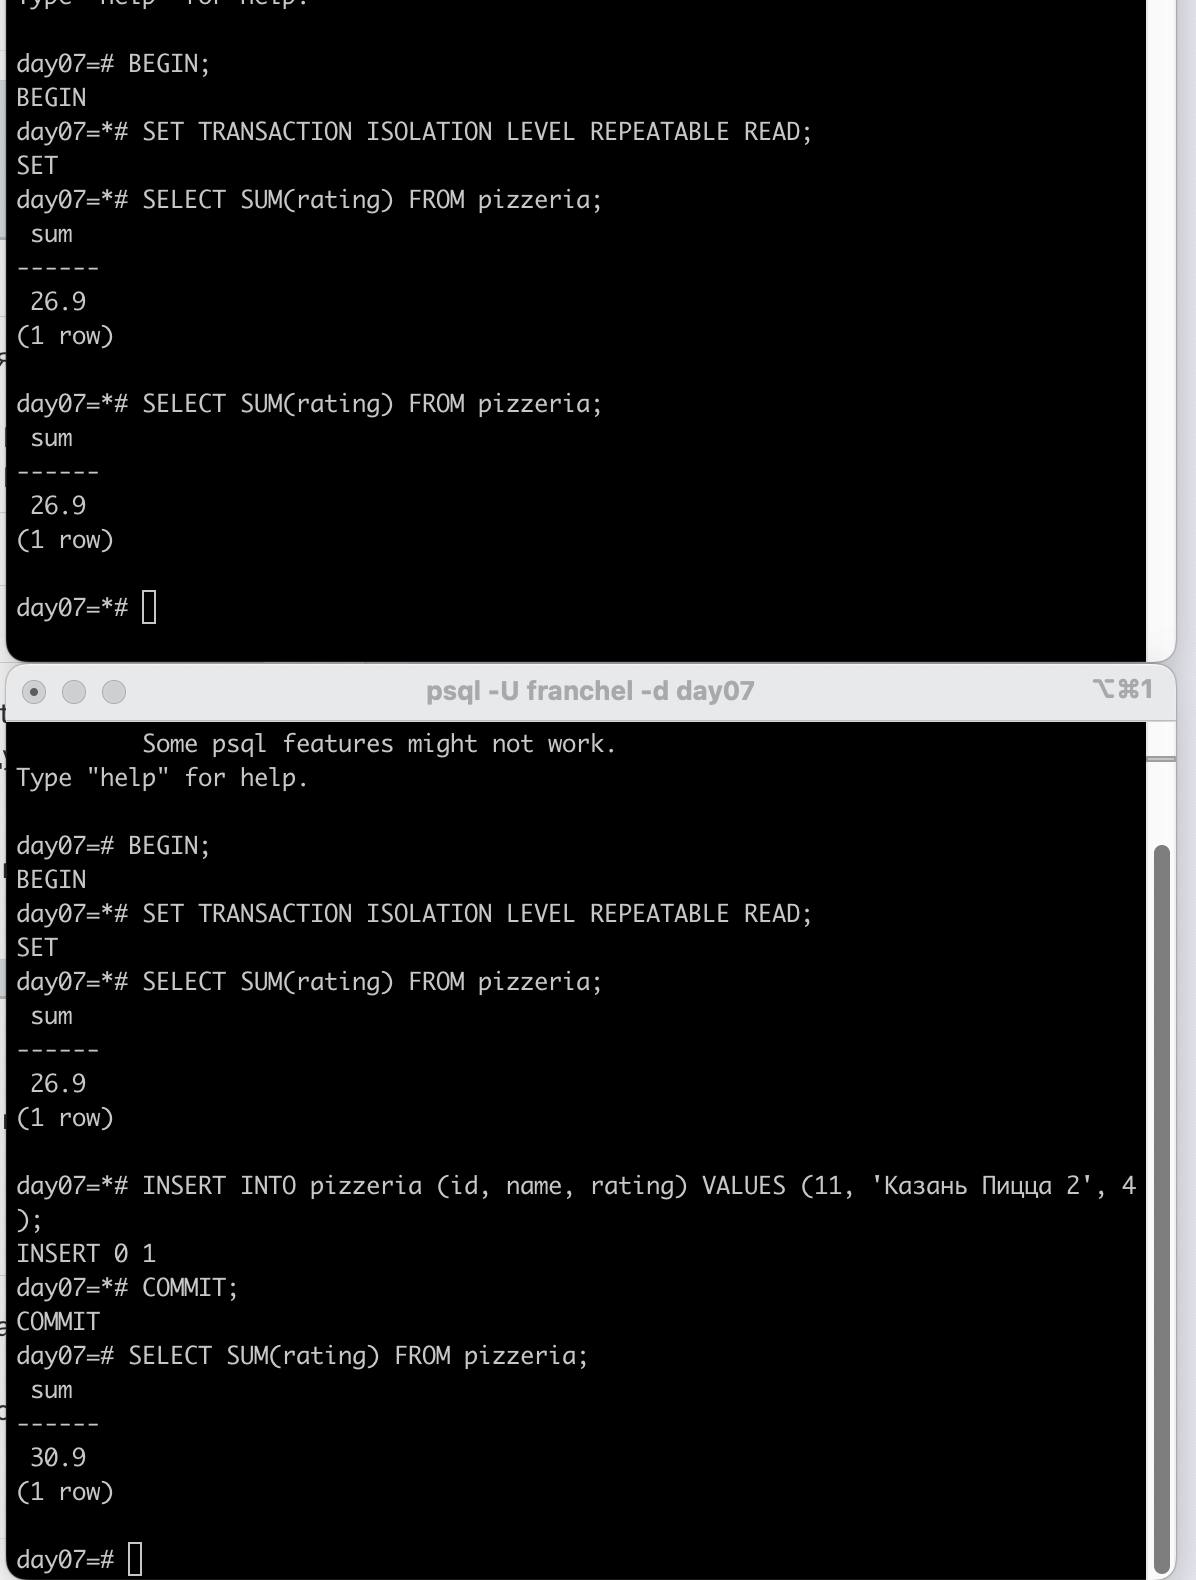 Type "help" for help.
day07=# BEGIN;
BEGIN
day07=*# SET TRANSACTION ISOLATION LEVEL REPEATABLE READ;
SET
day07=*# SELECT SUM(rating) FROM pizzeria;
sum
------
26.9
(1 row)
day07=*# SELECT SUM(rating) FROM pizzeria;
sum
------
26.9
(1 row)
day07=*#
psql -U franchel -d day07 ⌥⌘1
Some psql features might not work.
Type "help" for help.
day07=# BEGIN;
BEGIN
day07=*# SET TRANSACTION ISOLATION LEVEL REPEATABLE READ;
SET
day07=*# SELECT SUM(rating) FROM pizzeria;
sum
------
26.9
(1 row)
day07=*# INSERT INTO pizzeria (id, name, rating) VALUES (11, 'Казань Пицца 2', 4
);
INSERT 0 1
day07=*# COMMIT;
COMMIT
day07=# SELECT SUM(rating) FROM pizzeria;
sum
------
30.9
(1 row)
day07=#